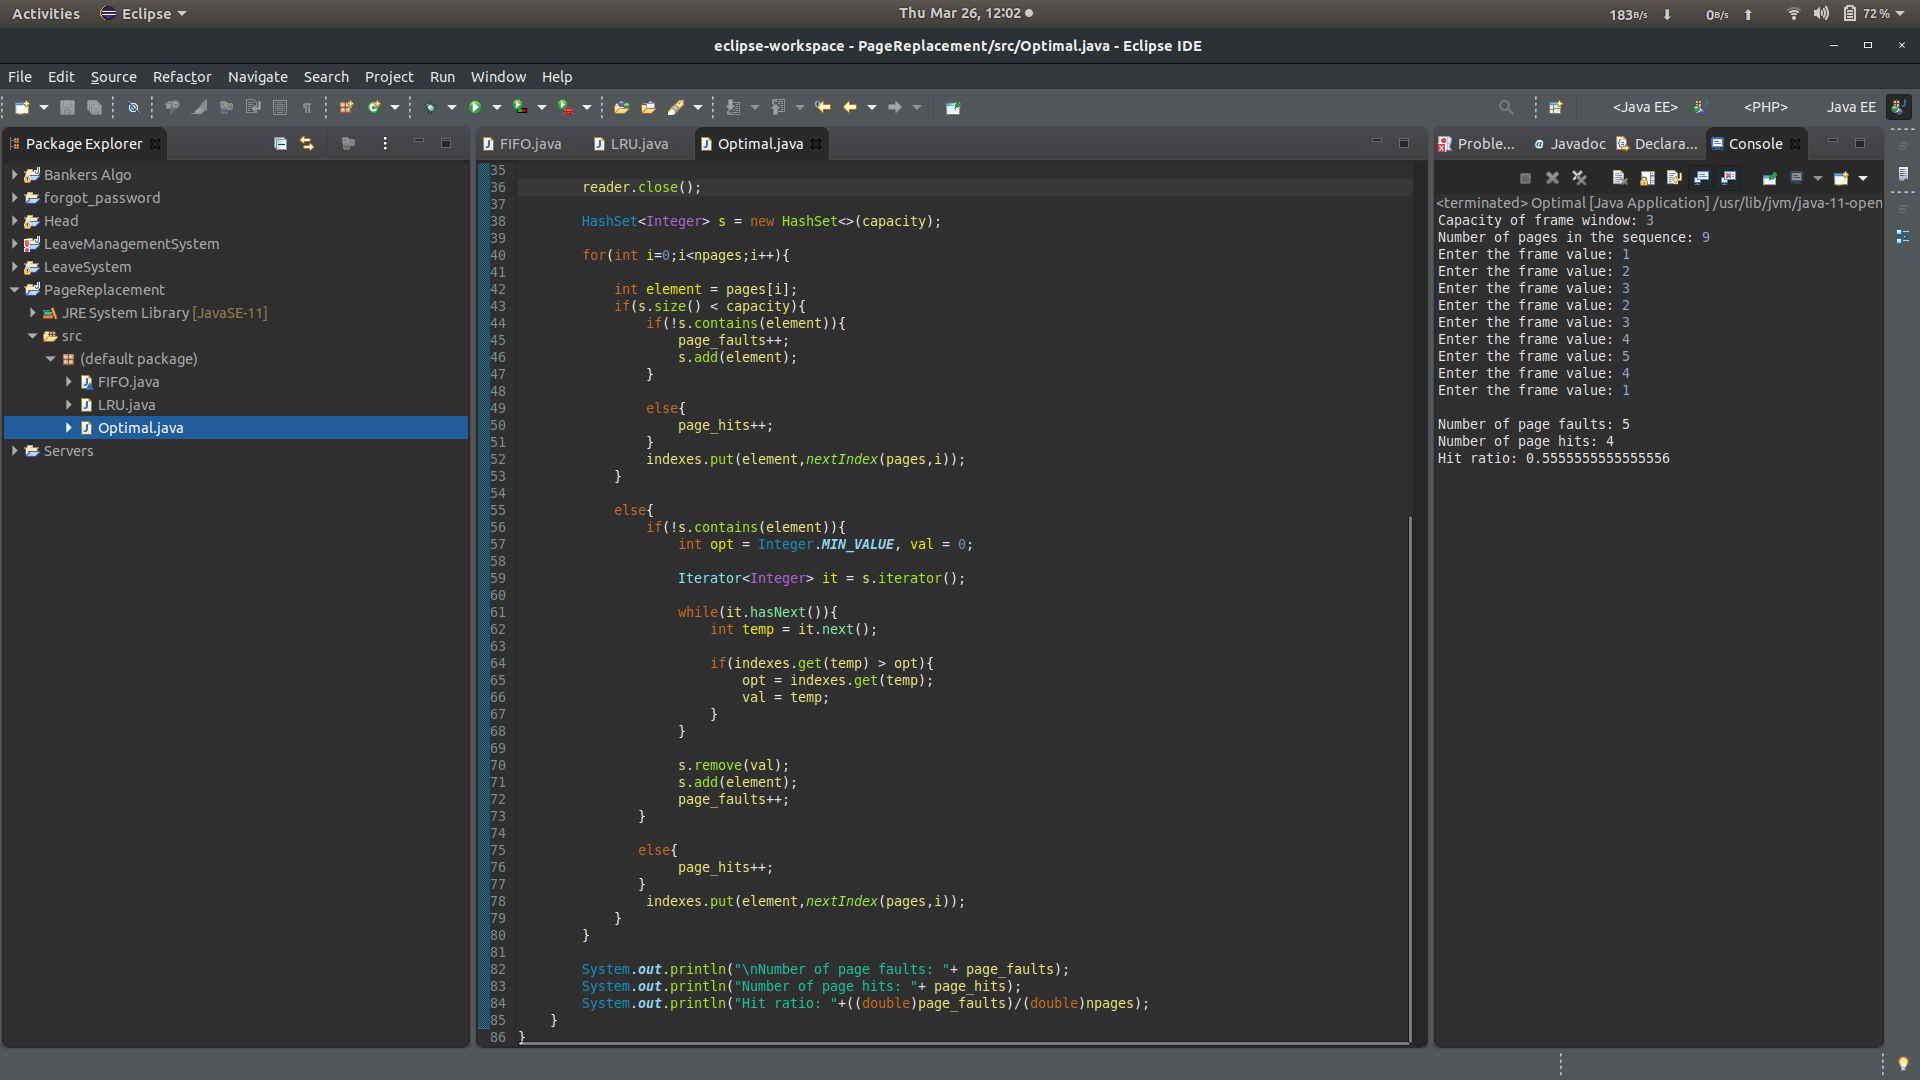 Activities
Eclipse
Thu Mar 26, 12:02
183B/s
0B/s
72 %
eclipse-workspace - PageReplacement/src/Optimal.java - Eclipse IDE
File Edit Source Refactor Navigate Search Project Run Window Help
<Java EE>
<PHP>
Java EE
Package Explorer
Bankers Algo
forgot_password
Head
LeaveManagementSystem
LeaveSystem
PageReplacement
JRE System Library [JavaSE-11]
src
(default package)
FIFO.java
LRU.java
Optimal.java
Servers
FIFO.java
LRU.java
Optimal.java
35
36 reader.close();
37
38 HashSet<Integer> s = new HashSet<>(capacity);
39
40 for(int i=0;i<npages;i++){
41
42 int element = pages[i];
43 if(s.size() < capacity){
44 if(!s.contains(element)){
45 page_faults++;
46 s.add(element);
47 }
48
49 else{
50 page_hits++;
51 }
52 indexes.put(element,nextIndex(pages,i));
53 }
54
55 else{
56 if(!s.contains(element)){
57 int opt = Integer.MIN_VALUE, val = 0;
58
59 Iterator<Integer> it = s.iterator();
60
61 while(it.hasNext()){
62 int temp = it.next();
63
64 if(indexes.get(temp) > opt){
65 opt = indexes.get(temp);
66 val = temp;
67 }
68 }
69
70 s.remove(val);
71 s.add(element);
72 page_faults++;
73 }
74
75 else{
76 page_hits++;
77 }
78 indexes.put(element,nextIndex(pages,i));
79 }
80 }
81
82 System.out.println("\nNumber of page faults: "+ page_faults);
83 System.out.println("Number of page hits: "+ page_hits);
84 System.out.println("Hit ratio: "+((double)page_faults)/(double)npages);
85 }
86 }
Proble...
Javadoc
Declara...
Console
<terminated> Optimal [Java Application] /usr/lib/jvm/java-11-open
Capacity of frame window: 3
Number of pages in the sequence: 9
Enter the frame value: 1
Enter the frame value: 2
Enter the frame value: 3
Enter the frame value: 2
Enter the frame value: 3
Enter the frame value: 4
Enter the frame value: 5
Enter the frame value: 4
Enter the frame value: 1
Number of page faults: 5
Number of page hits: 4
Hit ratio: 0.5555555555555556